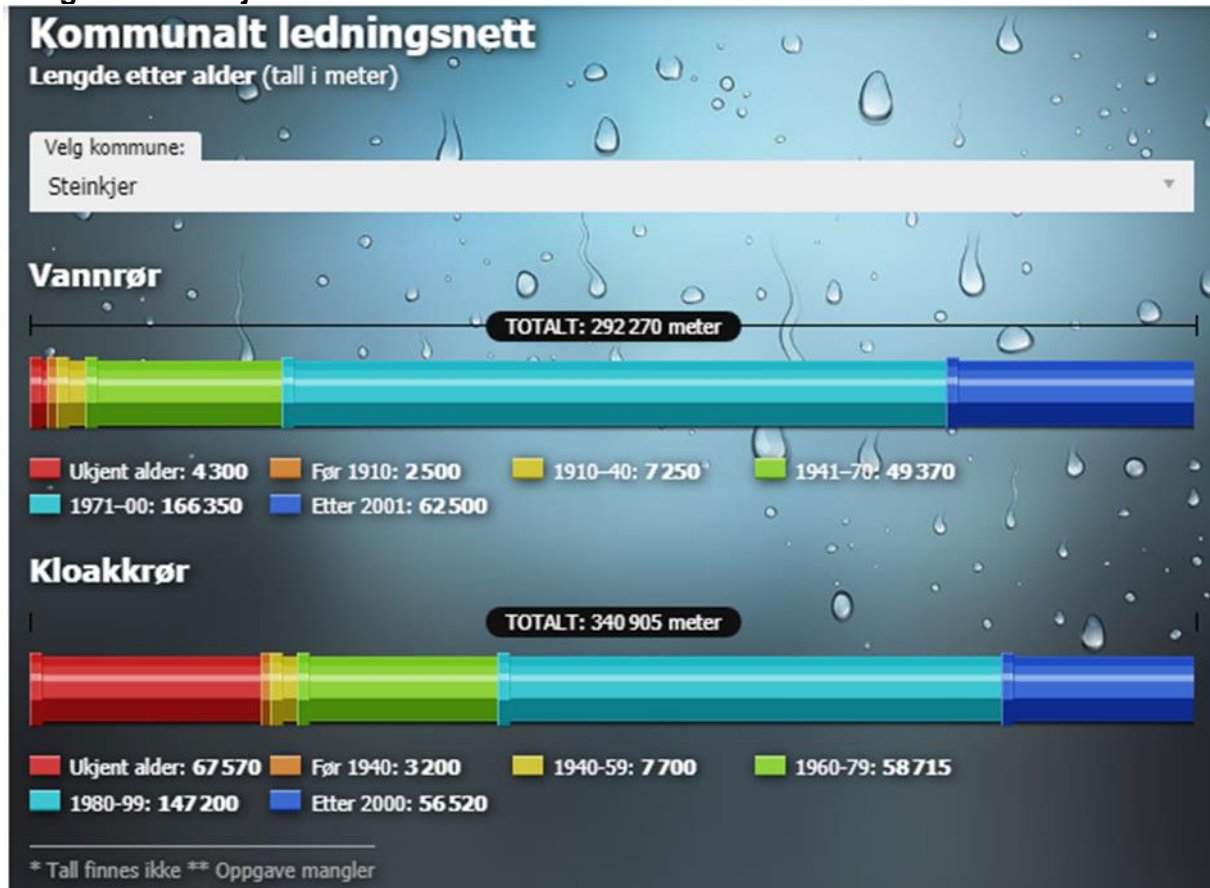 Kommunalt ledningsnett
Lengde etter alder (tall i meter)
Velg kommune:
Steinkjer
Vannrør
TOTALT: 292 270 meter
Ukjent alder: 4 300 Før 1910: 2 500 1910–40: 7 250 1941–70: 49 370
1971–00: 166 350 Etter 2001: 62 500
Kloakkrør
TOTALT: 340 905 meter
Ukjent alder: 67 570 Før 1940: 3 200 1940-59: 7 700 1960-79: 58 715
1980-99: 147 200 Etter 2000: 56 520
* Tall finnes ikke ** Oppgave mangler